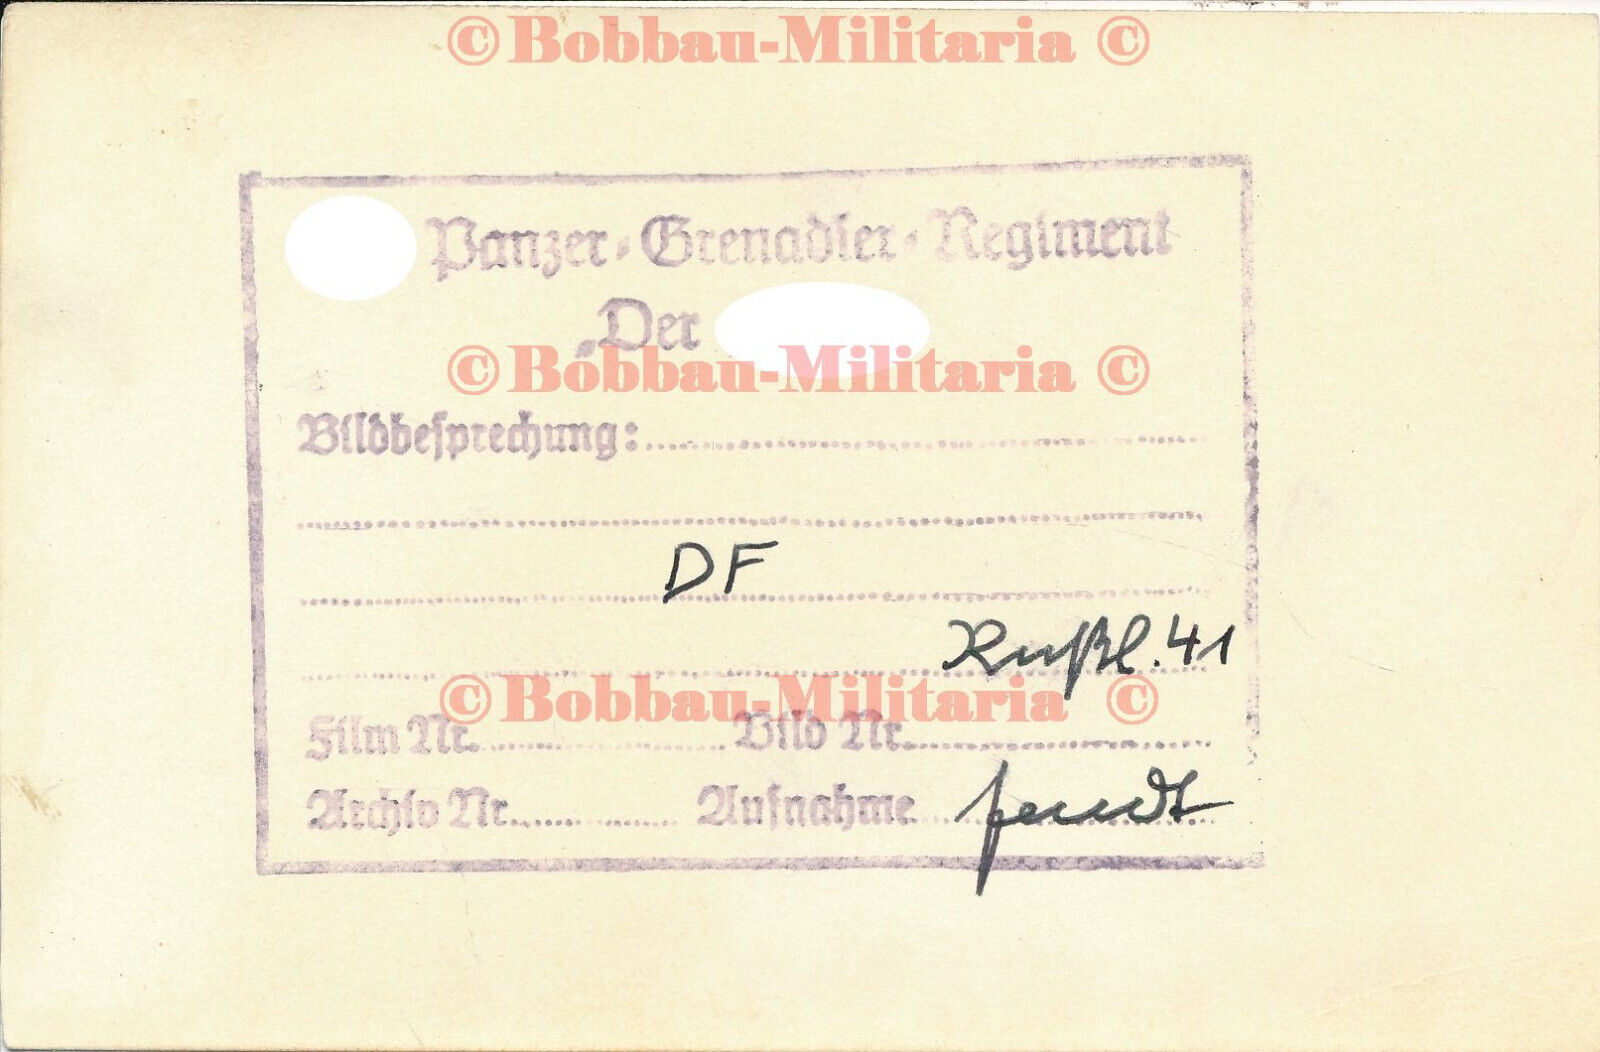 © Bobbau-Militaria ©
Panzer-Grenadier-Regiment
„Der
© Bobbau-Militaria ©
Bildbesprechung:
DF
Rußl. 41
© Bobbau-Militaria ©
Film Nr. Bild Nr.
Archiv Nr. Aufnahme